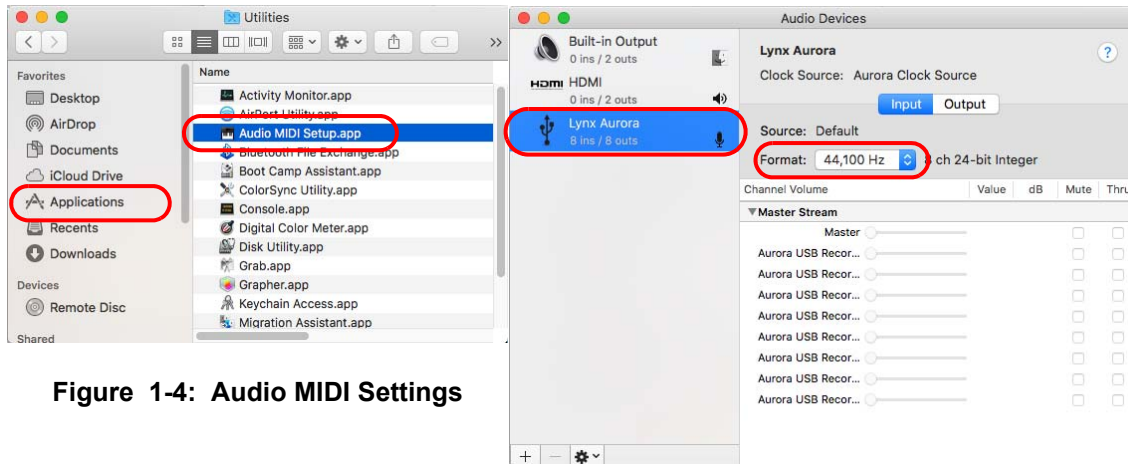 Utilities
Favorites
Desktop
AirDrop
Documents
iCloud Drive
Applications
Recents
Downloads
Devices
Remote Disc
Shared
Name
Activity Monitor.app
AirPort Utility.app
Audio MIDI Setup.app
Bluetooth File Exchange.app
Boot Camp Assistant.app
ColorSync Utility.app
Console.app
Digital Color Meter.app
Disk Utility.app
Grab.app
Grapher.app
Keychain Access.app
Migration Assistant.app
Figure 1-4: Audio MIDI Settings
Audio Devices
Built-in Output
0 ins / 2 outs
HDMI HDMI
0 ins / 2 outs
Lynx Aurora
8 ins / 8 outs
Lynx Aurora
?
Clock Source: Aurora Clock Source
Input Output
Source: Default
Format: 44,100 Hz ch 24-bit Integer
Channel Volume Value dB Mute Thru
▼Master Stream
Master
Aurora USB Recor...
Aurora USB Recor...
Aurora USB Recor...
Aurora USB Recor...
Aurora USB Recor...
Aurora USB Recor...
Aurora USB Recor...
Aurora USB Recor...